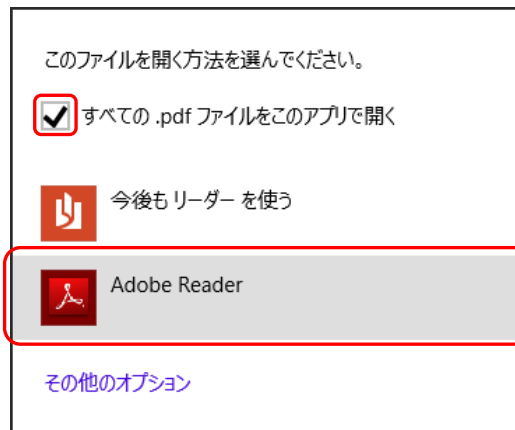 このファイルを開く方法を選んでください。
すべての .pdf ファイルをこのアプリで開く
今後も リーダー を使う
Adobe Reader
その他のオプション